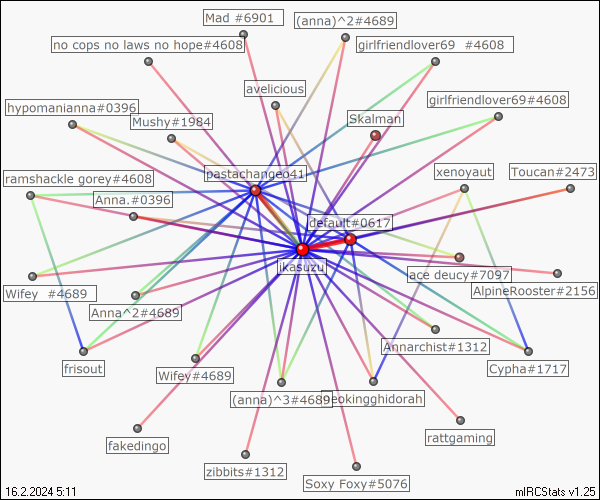 Mad #6901
(anna)^2#4689
no cops no laws no hope#4608
girlfriendlover69 #4608
avelicious
hypomanianna#0396
girlfriendlover69#4608
Mushy#1984
Skalman
pastachangeo41
xenoyaut
Toucan#2473
ramshackle gorey#4608
Anna.#0396
default#0617
ikasuzu
ace deucy#7097
AlpineRooster#2156
Wifey #4689
Anna^2#4689
Annarchist#1312
frisout
Wifey#4689
Cypha#1717
(anna)^3#4689
eokingghidorah
rattgaming
fakedingo
zibbits#1312
Soxy Foxy#5076
16.2.2024 5:11
mIRCStats v1.25